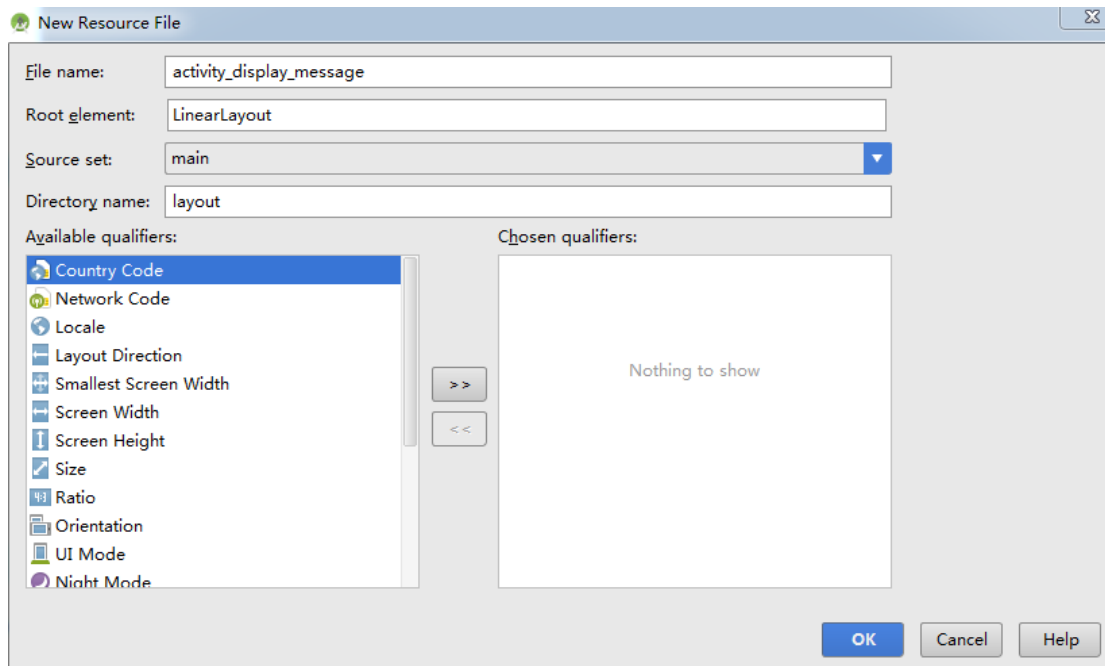 New Resource File
File name: activity_display_message
Root element: LinearLayout
Source set: main
Directory name: layout
Available qualifiers: Chosen qualifiers:
Country Code
Network Code
Locale
Layout Direction
Smallest Screen Width
Screen Width
Screen Height
Size
4:3 Ratio
Orientation
UI Mode
Night Mode
>>
<<
Nothing to show
OK Cancel Help